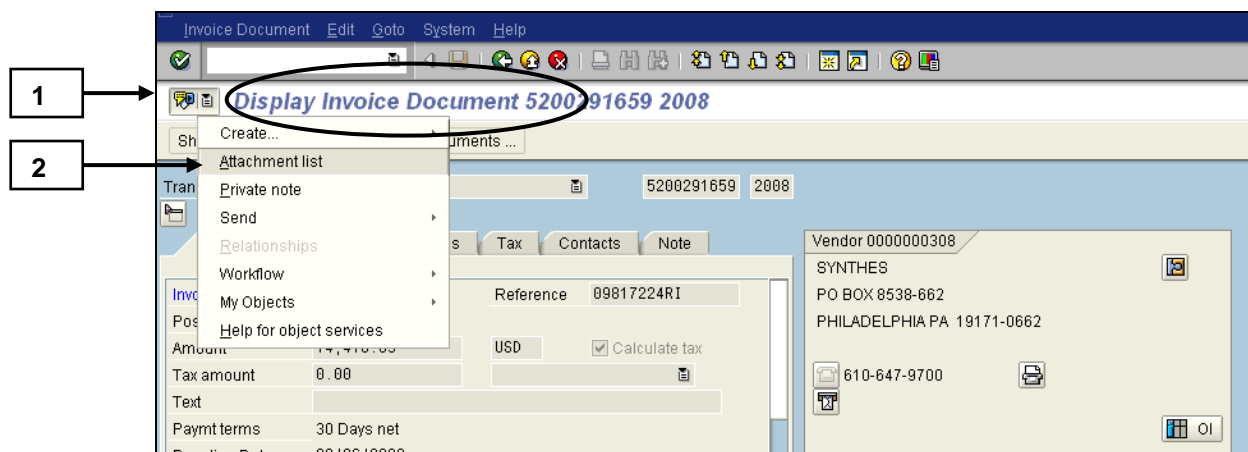 Invoice Document Edit Goto System Help
1
Display Invoice Document 5200291659 2008
Sh
Create...
uments ...
2
Attachment list
Tran
Private note
5200291659 2008
Send
Relationships
s Tax Contacts Note
Vendor 0000000308
Workflow
SYNTHES
Invo
My Objects
Reference 09817224RI
PO BOX 8538-662
Pos
Help for object services
PHILADELPHIA PA 19171-0662
Amount
USD
Calculate tax
Tax amount 0.00
610-647-9700
Text
Paymt terms 30 Days net
OI